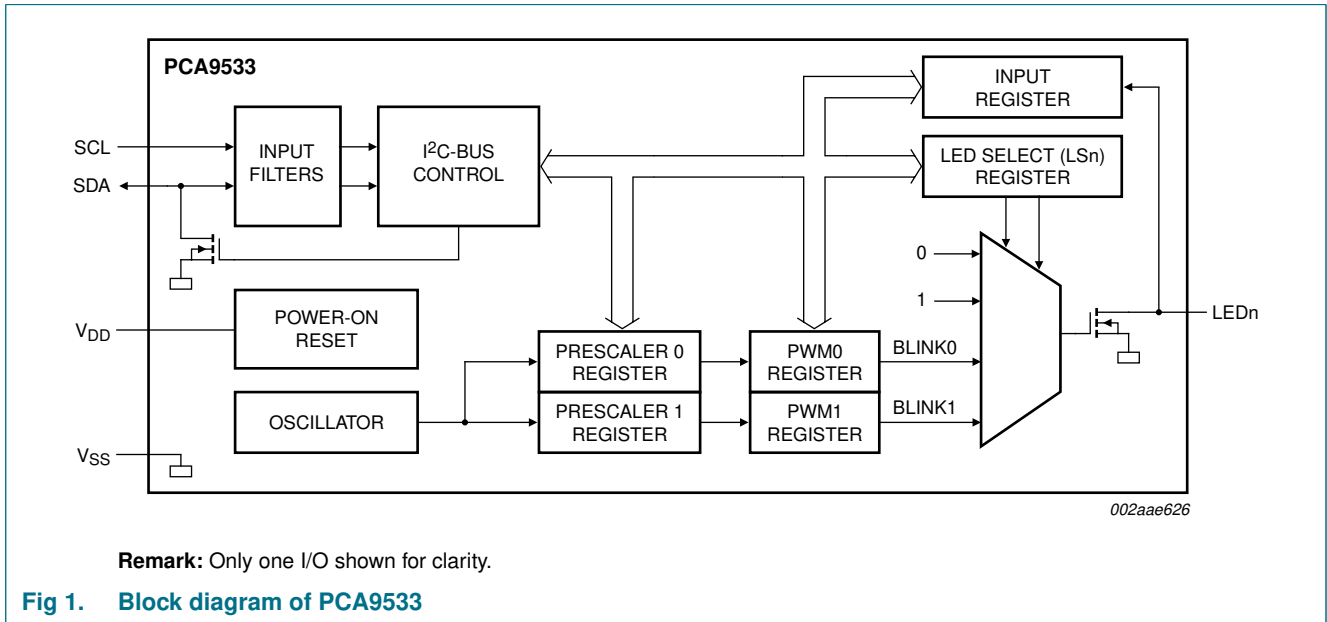 PCA9533
SCL
SDA
INPUT
FILTERS
I²C-BUS
CONTROL
INPUT
REGISTER
LED SELECT (LSn)
REGISTER
0
1
VDD
POWER-ON
RESET
OSCILLATOR
VSS
PRESCALER 0
REGISTER
PRESCALER 1
REGISTER
PWM0
REGISTER
PWM1
REGISTER
BLINK0
BLINK1
LEDn
002aae626
Remark: Only one I/O shown for clarity.
Fig 1. Block diagram of PCA9533